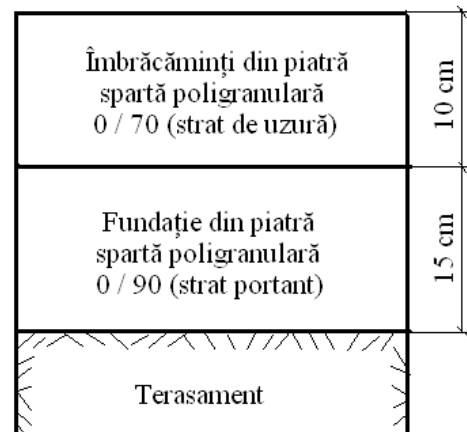 Îmbrăcăminți din piatră
spartă poligranulară
0 / 70 (strat de uzură)
10 cm
Fundație din piatră
spartă poligranulară
0 / 90 (strat portant)
15 cm
Terasament